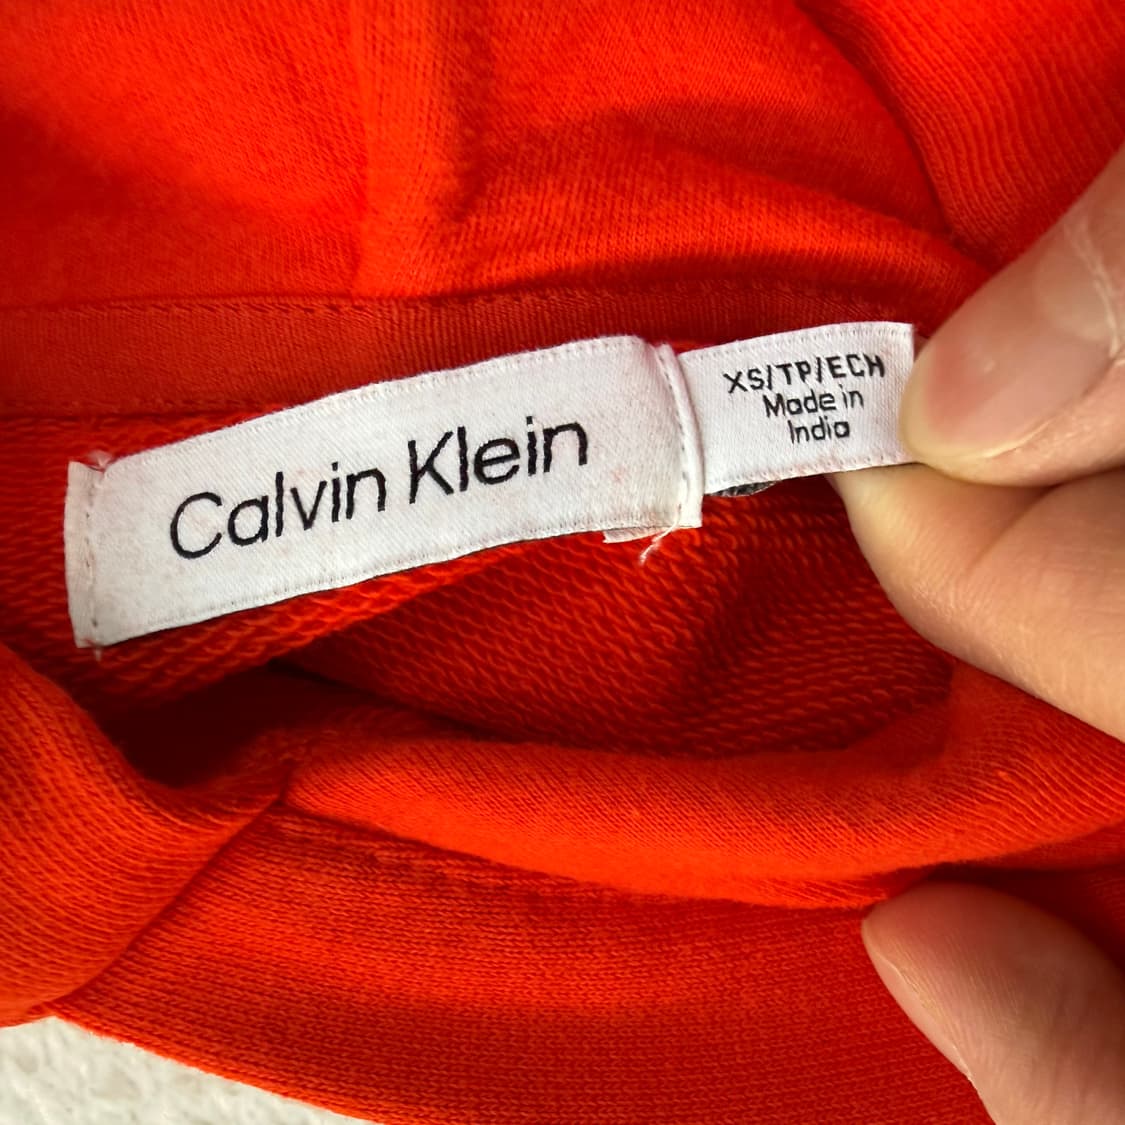 Calvin Klein
XS/TP/ECH
Made in
India